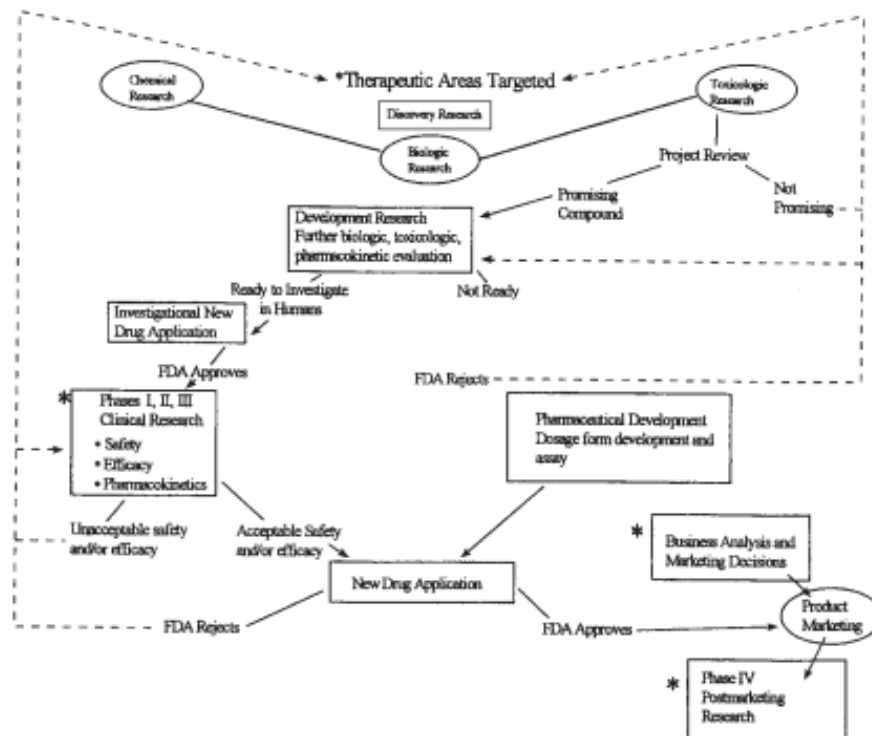 *Therapeutic Areas Targeted
Chemical
Research
Toxicologic
Research
Discovery Research
Biologic
Research
Project Review
Promising
Compound
Not
Promising
Development Research
Further biologic, toxicologic,
pharmacokinetic evaluation
Ready to Investigate
in Humans
Not Ready
Investigational New
Drug Application
FDA Approves
FDA Rejects
* Phases I, II, III
Clinical Research
• Safety
• Efficacy
• Pharmacokinetics
Pharmaceutical Development
Dosage form development and
assay
Unacceptable safety
and/or efficacy
Acceptable Safety
and/or efficacy
* Business Analysis and
Marketing Decisions
New Drug Application
Product
Marketing
FDA Rejects
FDA Approves
* Phase IV
Postmarketing
Research